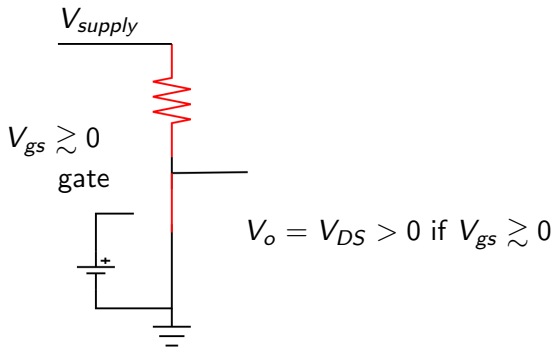 V_supply
V_gs ⪆ 0
gate
+
V_o = V_DS > 0 if V_gs ⪆ 0